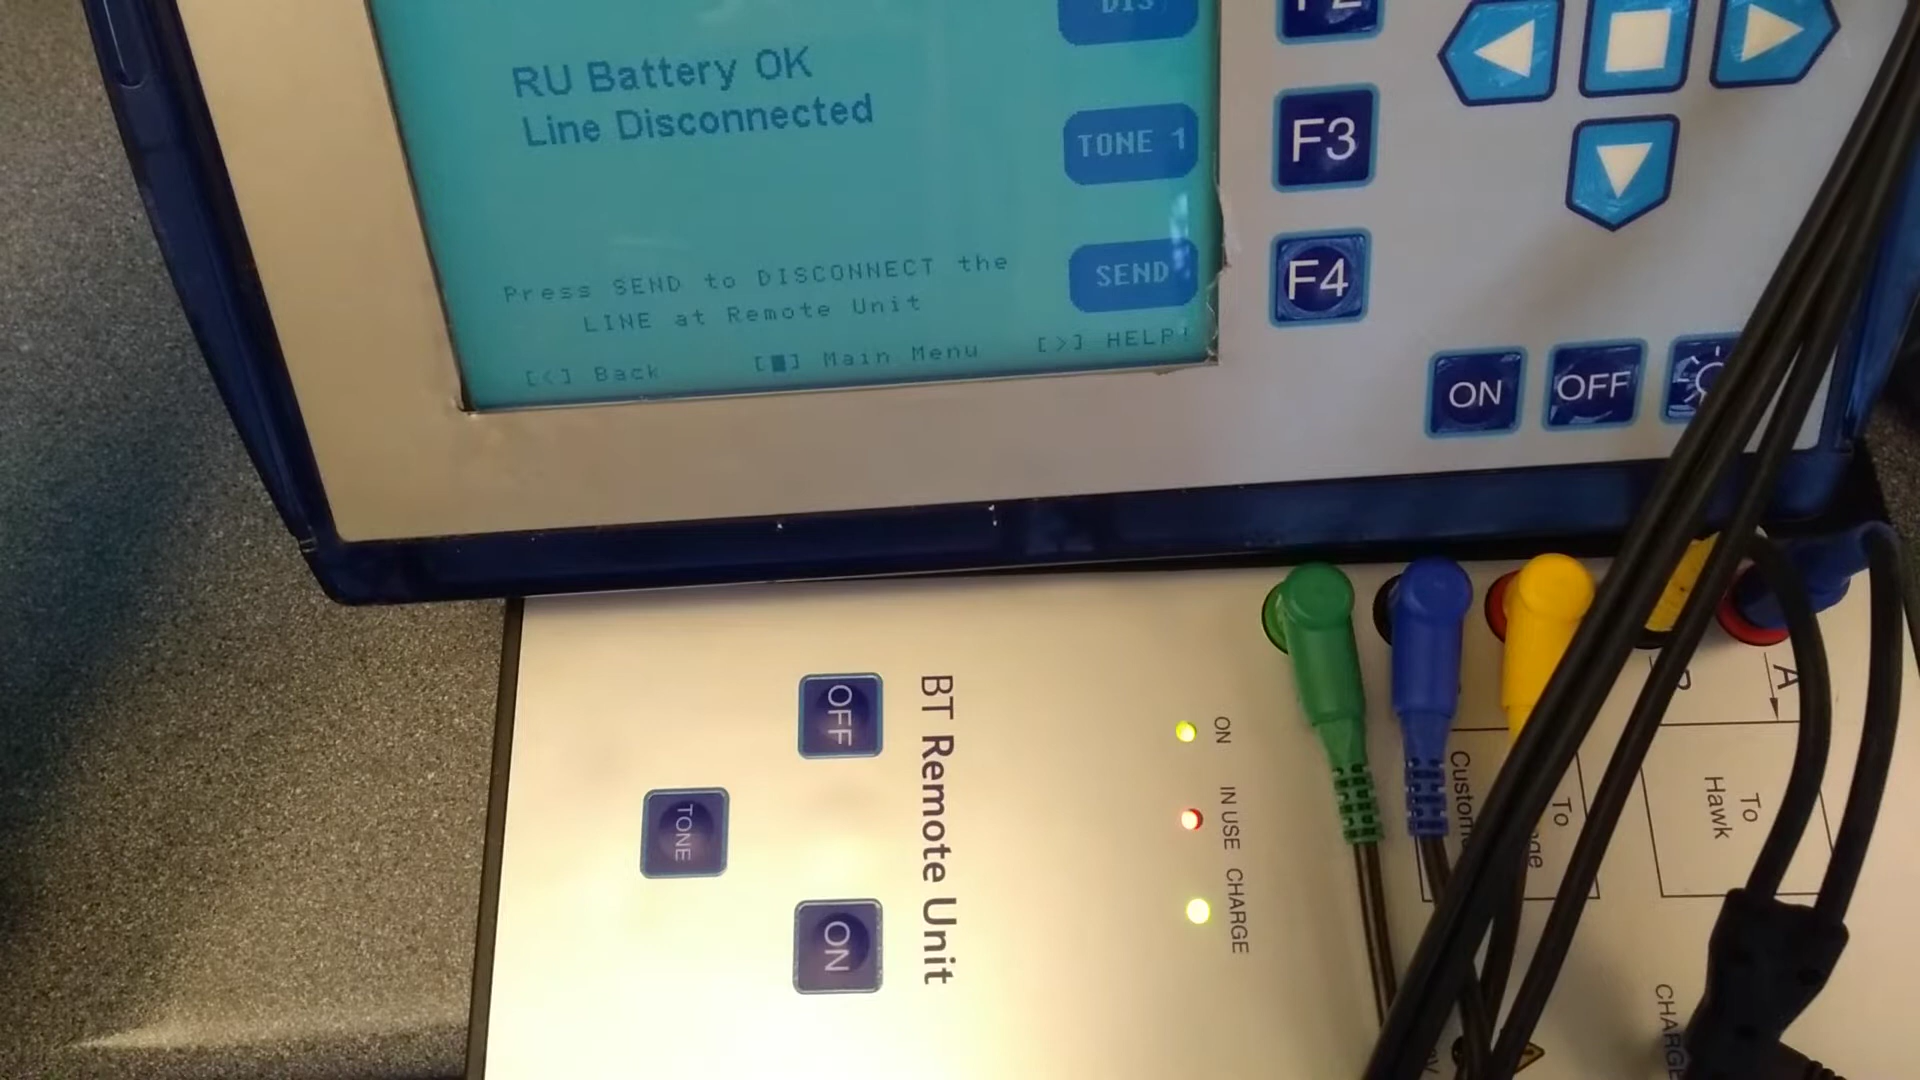 DIS
F2
RU Battery OK
Line Disconnected
TONE 1
F3
SEND
F4
Press SEND to DISCONNECT the
LINE at Remote Unit
[<] Back
[■] Main Menu
[>] HELP!
ON
OFF
BT Remote Unit
OFF
TONE
ON
ON
IN USE
CHARGE
A
B
To
To
Hawk
CHARGE